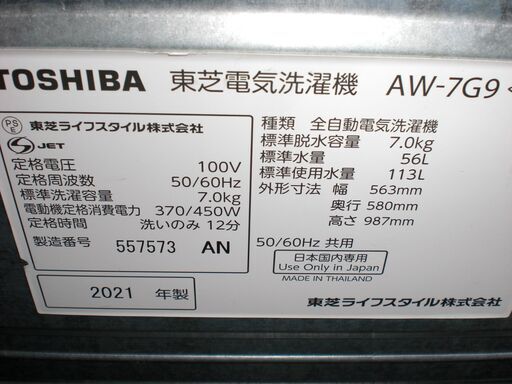 TOSHIBA 東芝電気洗濯機 AW-7G9
PS E 東芝ライフスタイル株式会社
S JET
定格電圧 100V
定格周波数 50/60Hz
標準洗濯容量 7.0kg
電動機定格消費電力 370/450W
定格時間 洗いのみ 12分
製造番号 557573 AN
2021 年製
種類 全自動電気洗濯機
標準脱水容量 7.0kg
標準水量 56L
標準使用水量 113L
外形寸法 幅 563mm
奥行 580mm
高さ 987mm
50/60Hz 共用
日本国内専用
Use Only in Japan
MADE IN THAILAND
東芝ライフスタイル株式会社